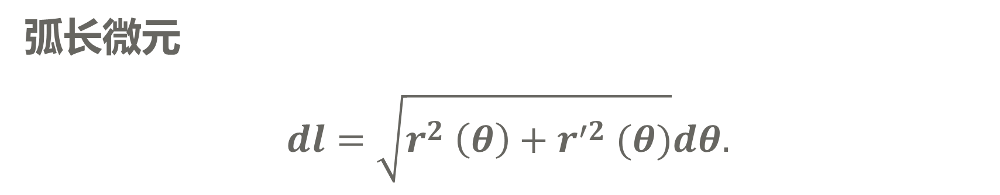 弧长微元
dl = √r² (θ) + r′² (θ)dθ.